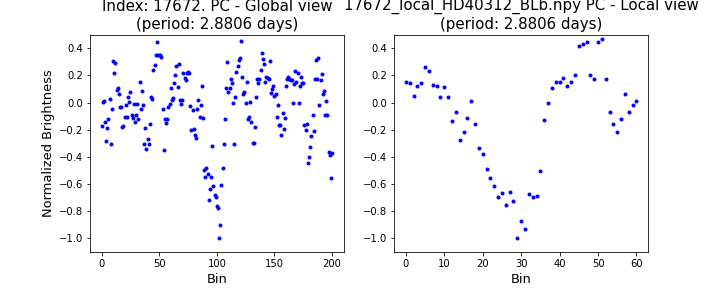 Index: 17672. PC - Global view
(period: 2.8806 days)
17672_local_HD40312_BLb.npy PC - Local view
(period: 2.8806 days)
Normalized Brightness
0.4
0.2
0.0
−0.2
−0.4
−0.6
−0.8
−1.0
0 50 100 150 200
Bin
0.4
0.2
0.0
−0.2
−0.4
−0.6
−0.8
−1.0
0 10 20 30 40 50 60
Bin